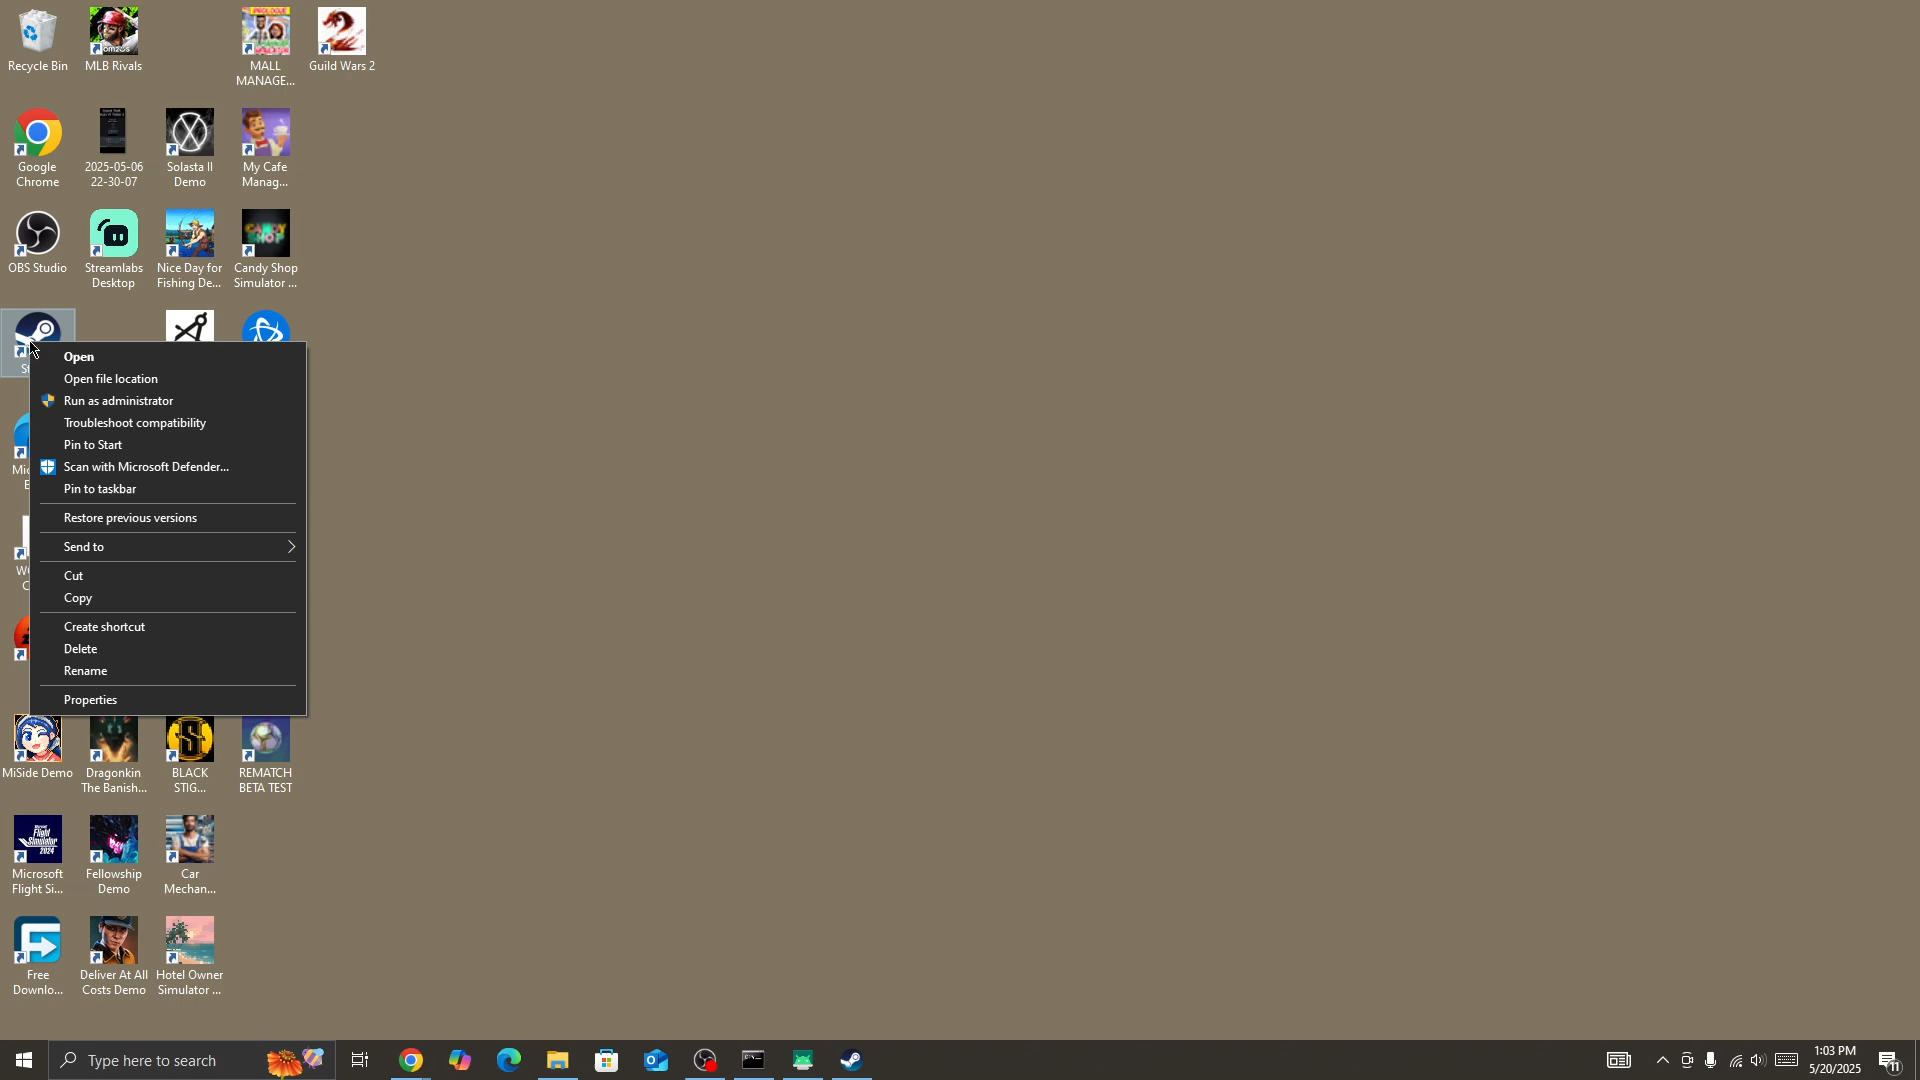 Recycle Bin
MLB Rivals
MALL
MANAGE...
Guild Wars 2
Google
Chrome
2025-05-06
22-30-07
Solasta II
Demo
My Cafe
Manag...
OBS Studio
Streamlabs
Desktop
Nice Day for
Fishing De...
CANDY
SHOP
Candy Shop
Simulator ...
St
Open
Open file location
Run as administrator
Troubleshoot compatibility
Pin to Start
Scan with Microsoft Defender...
Pin to taskbar
Restore previous versions
Send to
Cut
Copy
Create shortcut
Delete
Rename
Properties
MiSide Demo
Dragonkin
The Banish...
BLACK
STIG...
REMATCH
BETA TEST
Microsoft
Flight Si...
Fellowship
Demo
Car
Mechan...
Free
Downlo...
Deliver At All
Costs Demo
Hotel Owner
Simulator ...
Type here to search
1:03 PM
5/20/2025
11